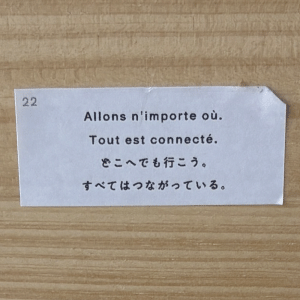 22
Allons n'importe où.
Tout est connecté.
どこへでも行こう。
すべてはつながっている。